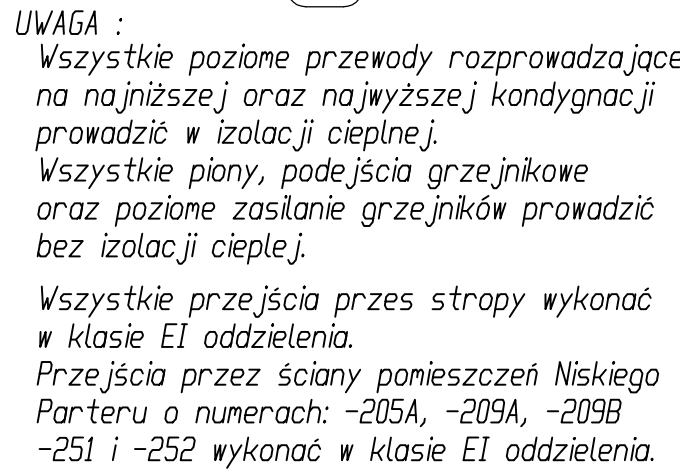 UWAGA :
Wszystkie poziome przewody rozprowadzające
na najniższej oraz najwyższej kondygnacji
prowadzić w izolacji cieplnej.
Wszystkie piony, podejścia grzejnikowe
oraz poziome zasilanie grzejników prowadzić
bez izolacji cieplej.
Wszystkie przejścia przes stropy wykonać
w klasie EI oddzielenia.
Przejścia przez ściany pomieszczeń Niskiego
Parteru o numerach: -205A, -209A, -209B
-251 i -252 wykonać w klasie EI oddzielenia.